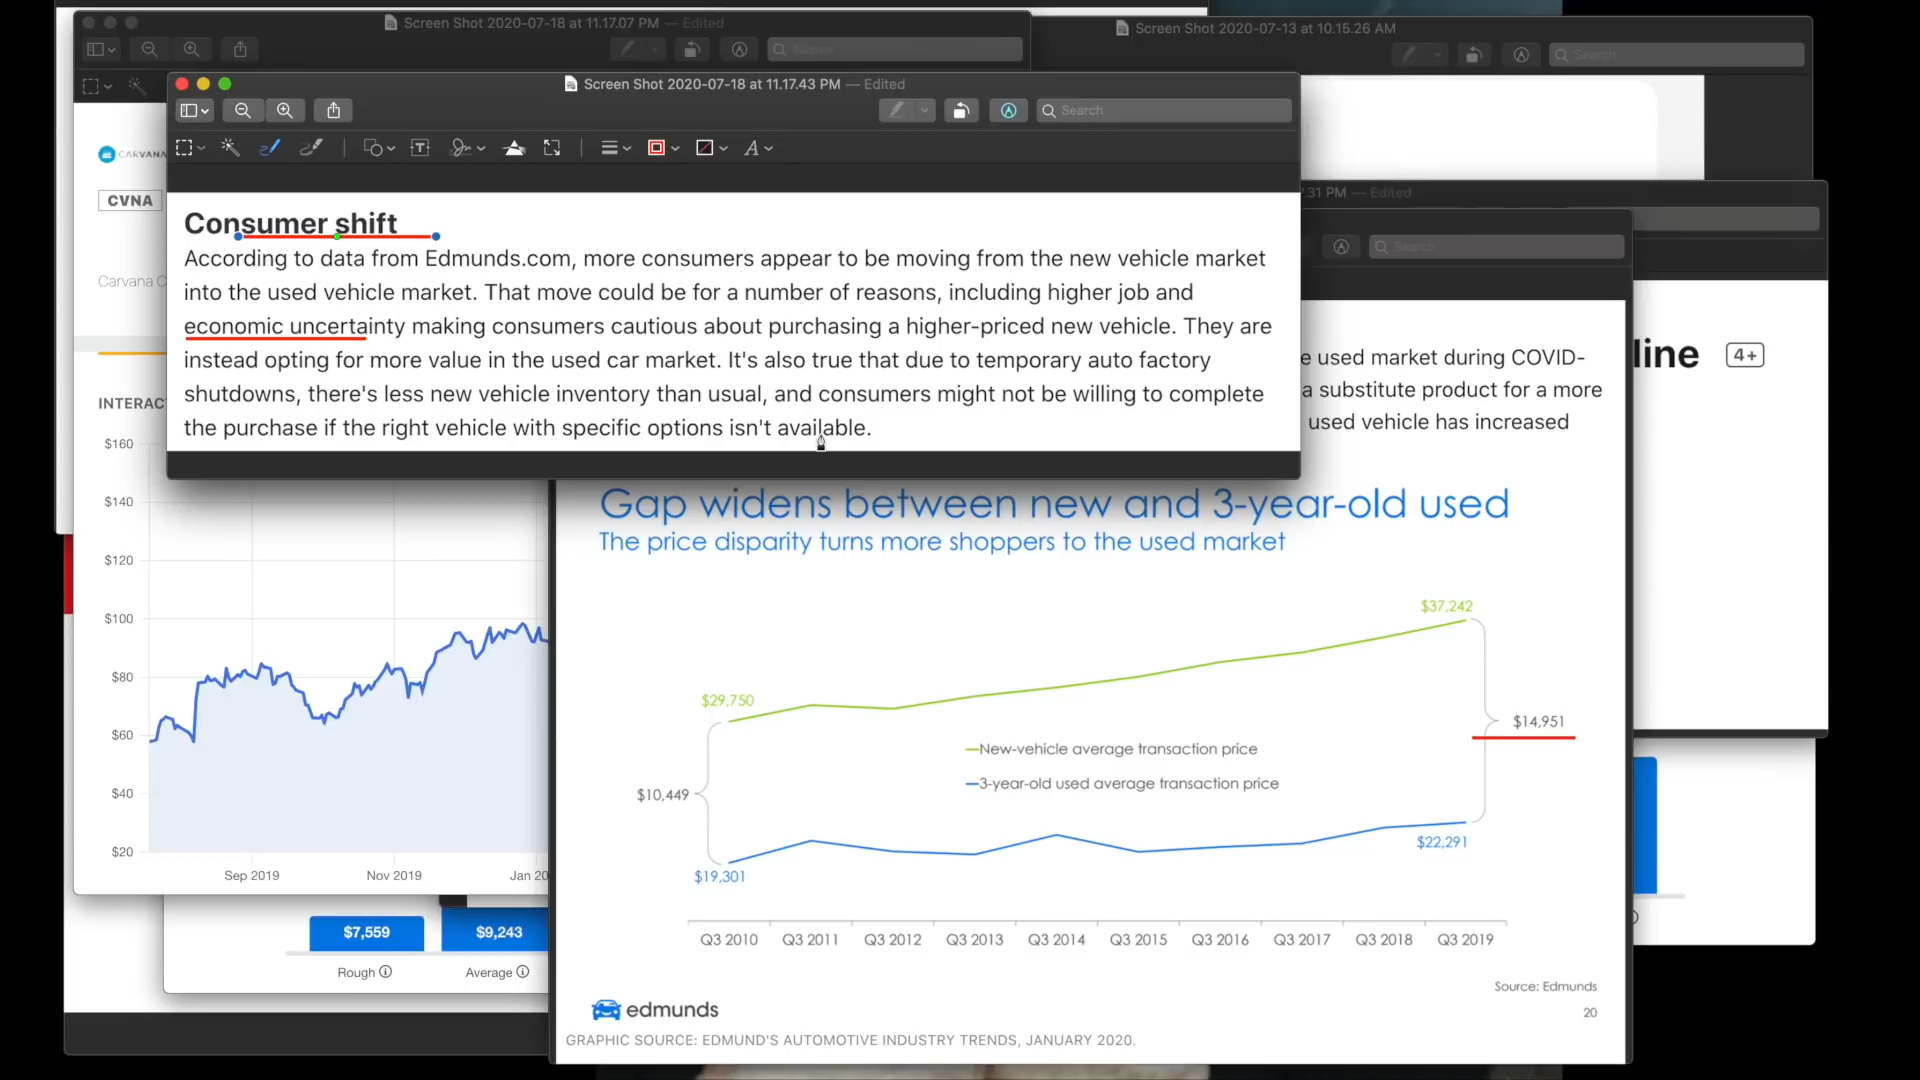 Screen Shot 2020-07-18 at 11.17.07 PM — Edited
Screen Shot 2020-07-13 at 10.15.26 AM
Search
Search
Screen Shot 2020-07-18 at 11.17.43 PM — Edited
Search
.31 PM — Edited
Search
CARVANA
CVNA
Carvana C
Consumer shift
According to data from Edmunds.com, more consumers appear to be moving from the new vehicle market
into the used vehicle market. That move could be for a number of reasons, including higher job and
economic uncertainty making consumers cautious about purchasing a higher-priced new vehicle. They are
instead opting for more value in the used car market. It's also true that due to temporary auto factory
shutdowns, there's less new vehicle inventory than usual, and consumers might not be willing to complete
the purchase if the right vehicle with specific options isn't available.
e used market during COVID-
a substitute product for a more
used vehicle has increased
line 4+
INTERAC
$160
$140
$120
$100
$80
$60
$40
$20
Sep 2019 Nov 2019 Jan 20
$7,559 $9,243
Rough Average
Gap widens between new and 3-year-old used
The price disparity turns more shoppers to the used market
$37,242
$29,750
$14,951
New-vehicle average transaction price
3-year-old used average transaction price
$10,449
$22,291
$19,301
Q3 2010 Q3 2011 Q3 2012 Q3 2013 Q3 2014 Q3 2015 Q3 2016 Q3 2017 Q3 2018 Q3 2019
Source: Edmunds
edmunds
20
GRAPHIC SOURCE: EDMUND'S AUTOMOTIVE INDUSTRY TRENDS, JANUARY 2020.